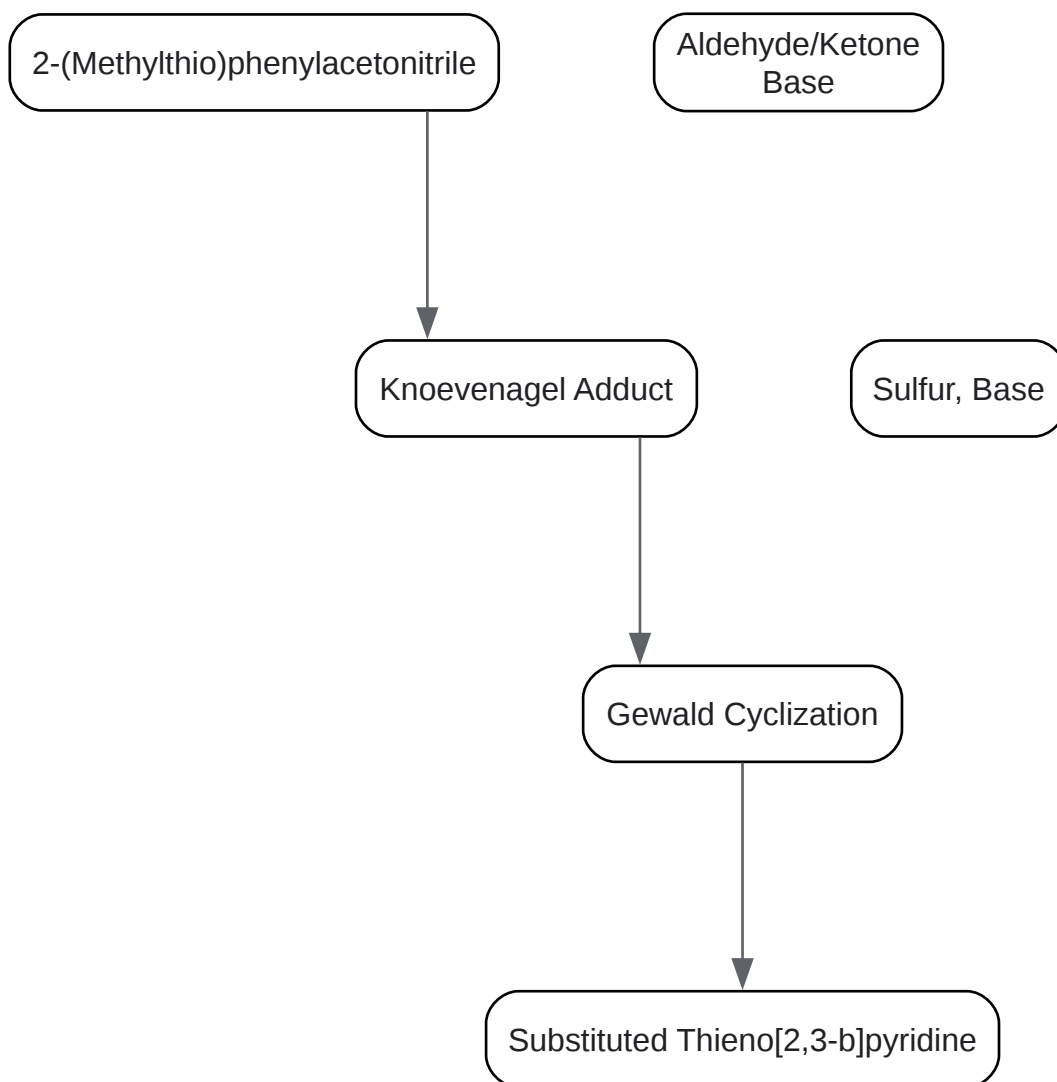 2-(Methylthio)phenylacetonitrile
Aldehyde/Ketone
Base
Knoevenagel Adduct
Sulfur, Base
Gewald Cyclization
Substituted Thieno[2,3-b]pyridine